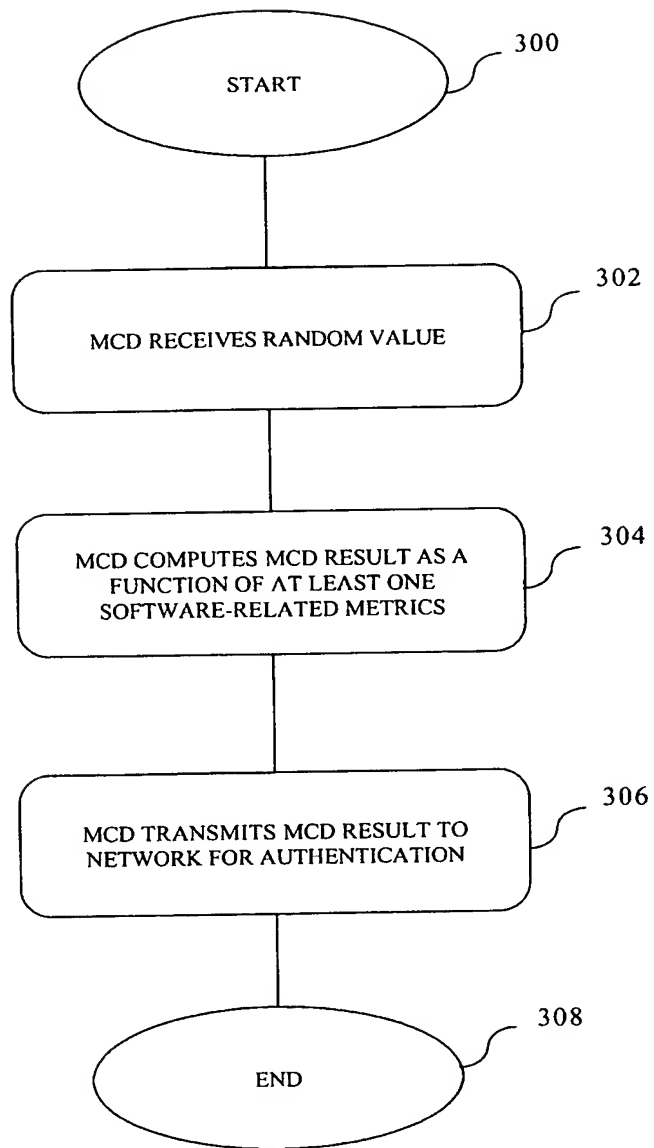 START
300
MCD RECEIVES RANDOM VALUE
302
MCD COMPUTES MCD RESULT AS A
FUNCTION OF AT LEAST ONE
SOFTWARE-RELATED METRICS
304
MCD TRANSMITS MCD RESULT TO
NETWORK FOR AUTHENTICATION
306
END
308